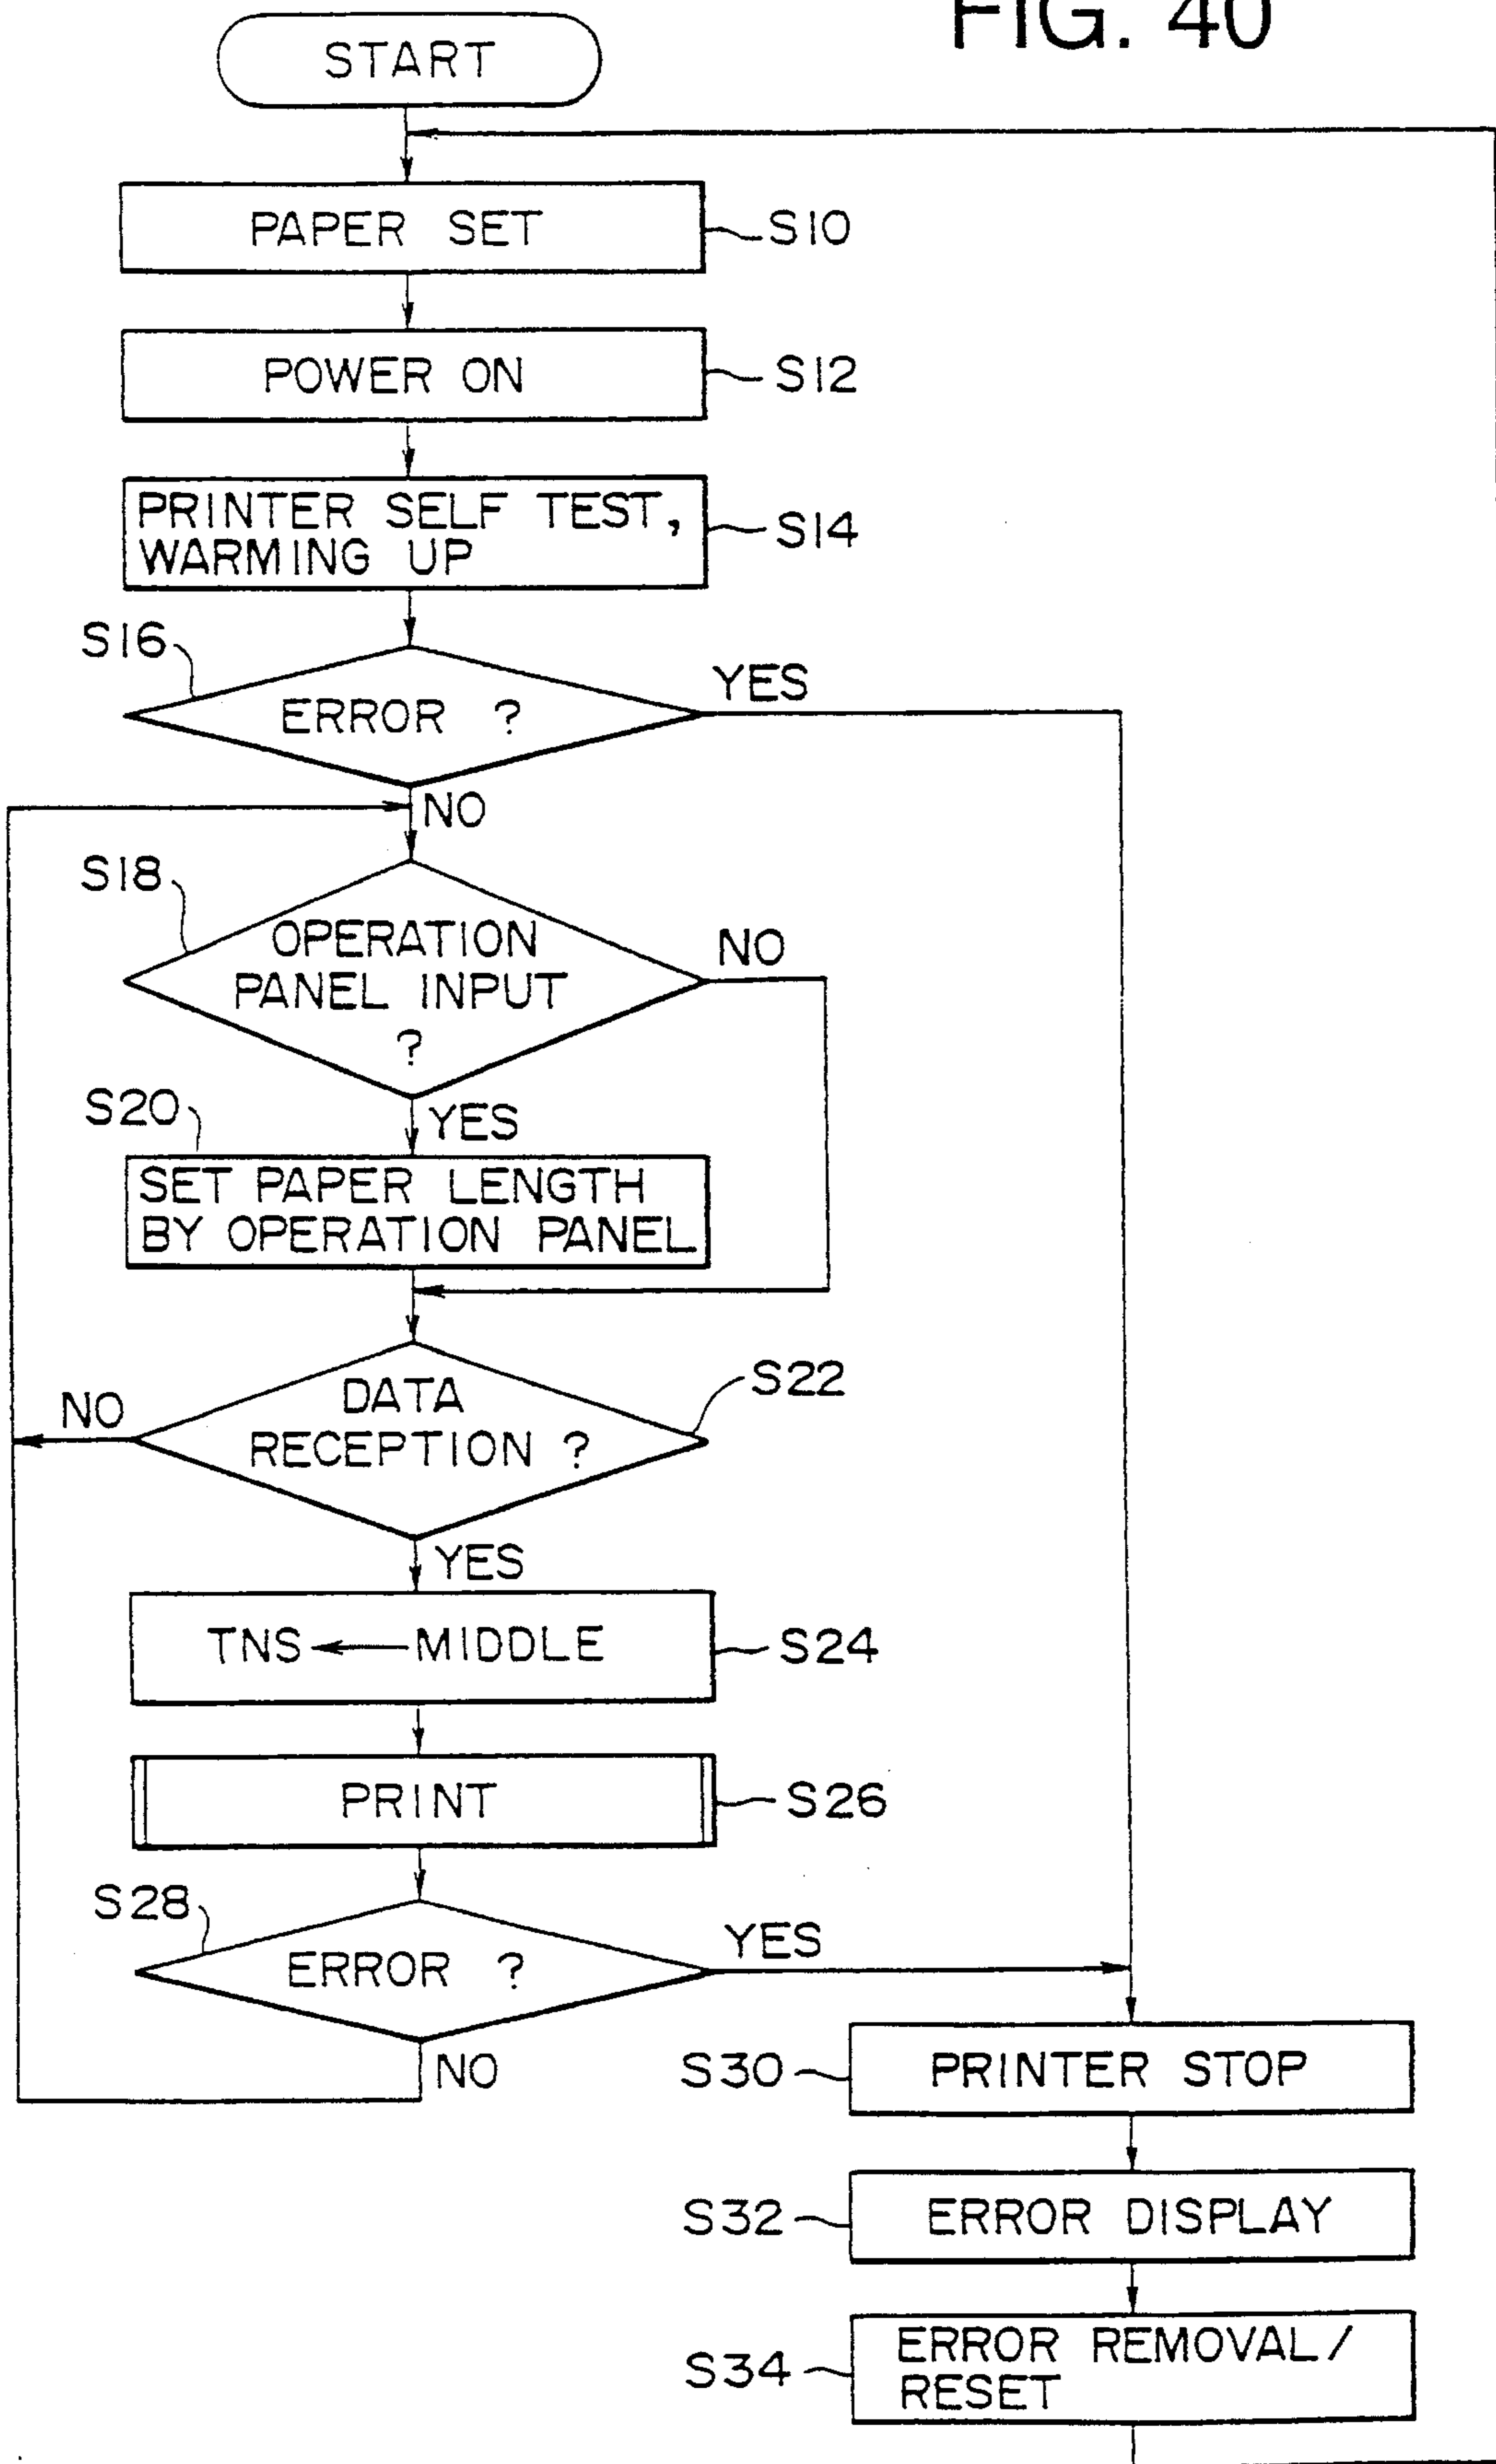 FIG. 40
START
PAPER SET
S10
POWER ON
S12
PRINTER SELF TEST,
WARMING UP
S14
S16
ERROR ?
YES
NO
S18
OPERATION
PANEL INPUT
?
NO
YES
S20
SET PAPER LENGTH
BY OPERATION PANEL
S22
DATA
RECEPTION ?
NO
YES
TNS ← MIDDLE
S24
PRINT
S26
S28
ERROR ?
YES
NO
S30
PRINTER STOP
S32
ERROR DISPLAY
S34
ERROR REMOVAL/
RESET